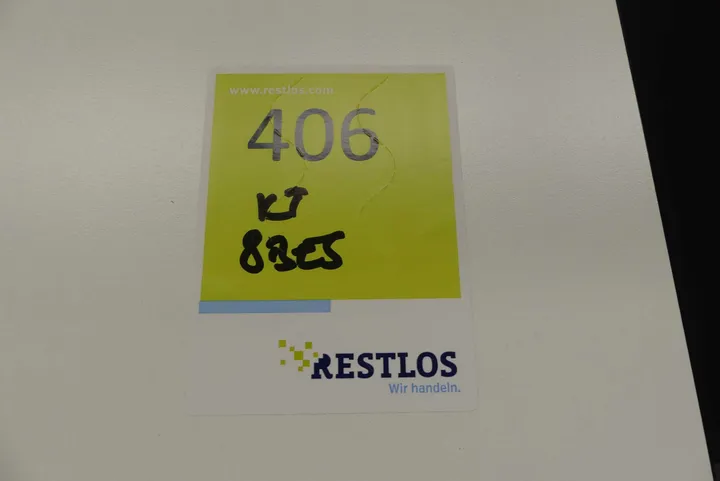 www.restlos.com
406
KJ
8BES
RESTLOS
Wir handeln.